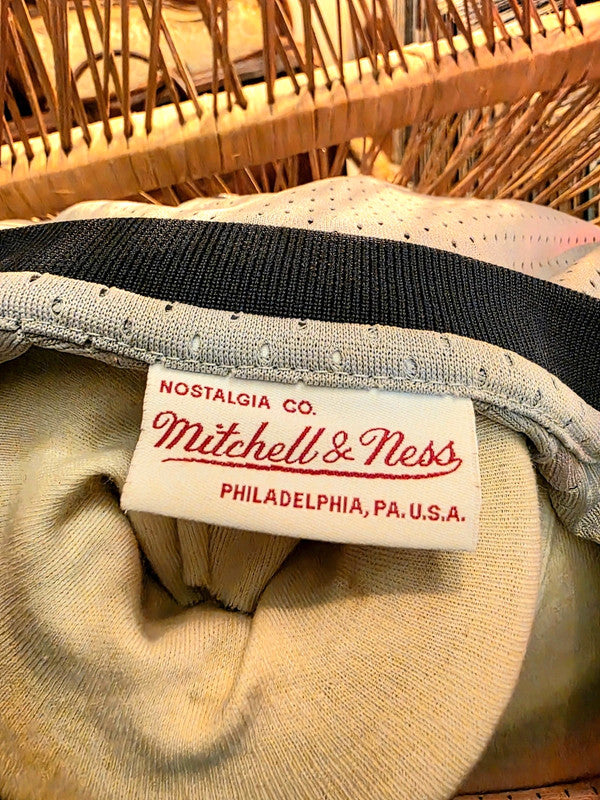 NOSTALGIA CO.
Mitchell & Ness
PHILADELPHIA, PA. U.S.A.